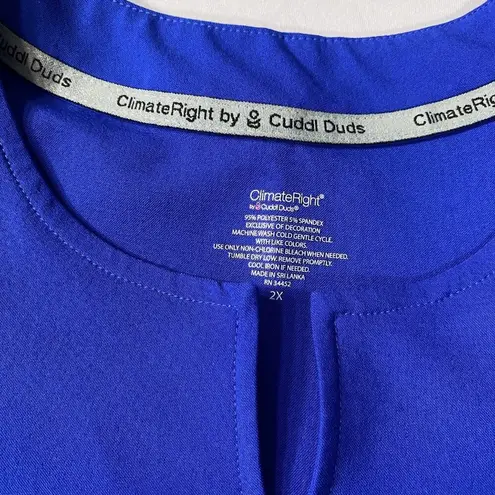 Cuddl Duds
ClimateRight by Cuddl Duds
ClimateRight
ClimateRight®
by Cuddl Duds®
95% POLYESTER 5% SPANDEX
EXCLUSIVE OF DECORATION
MACHINE WASH COLD GENTLE CYCLE.
WITH LIKE COLORS.
USE ONLY NON-CHLORINE BLEACH WHEN NEEDED.
TUMBLE DRY LOW. REMOVE PROMPTLY.
COOL IRON IF NEEDED.
MADE IN SRI LANKA
RN 34452
2X